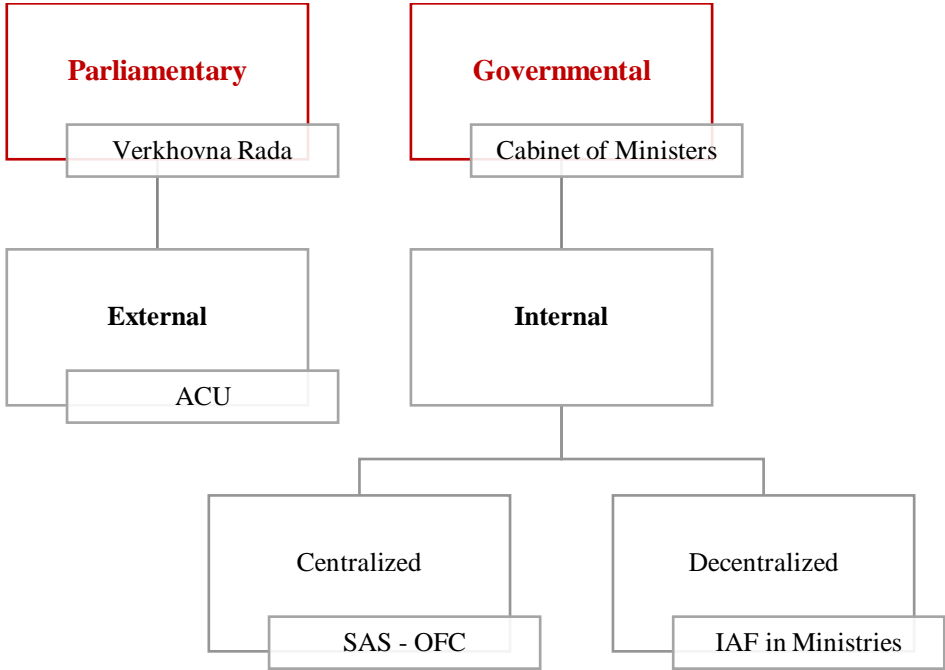 Parliamentary
Verkhovna Rada
Governmental
Cabinet of Ministers
External
ACU
Internal
Centralized
SAS - OFC
Decentralized
IAF in Ministries